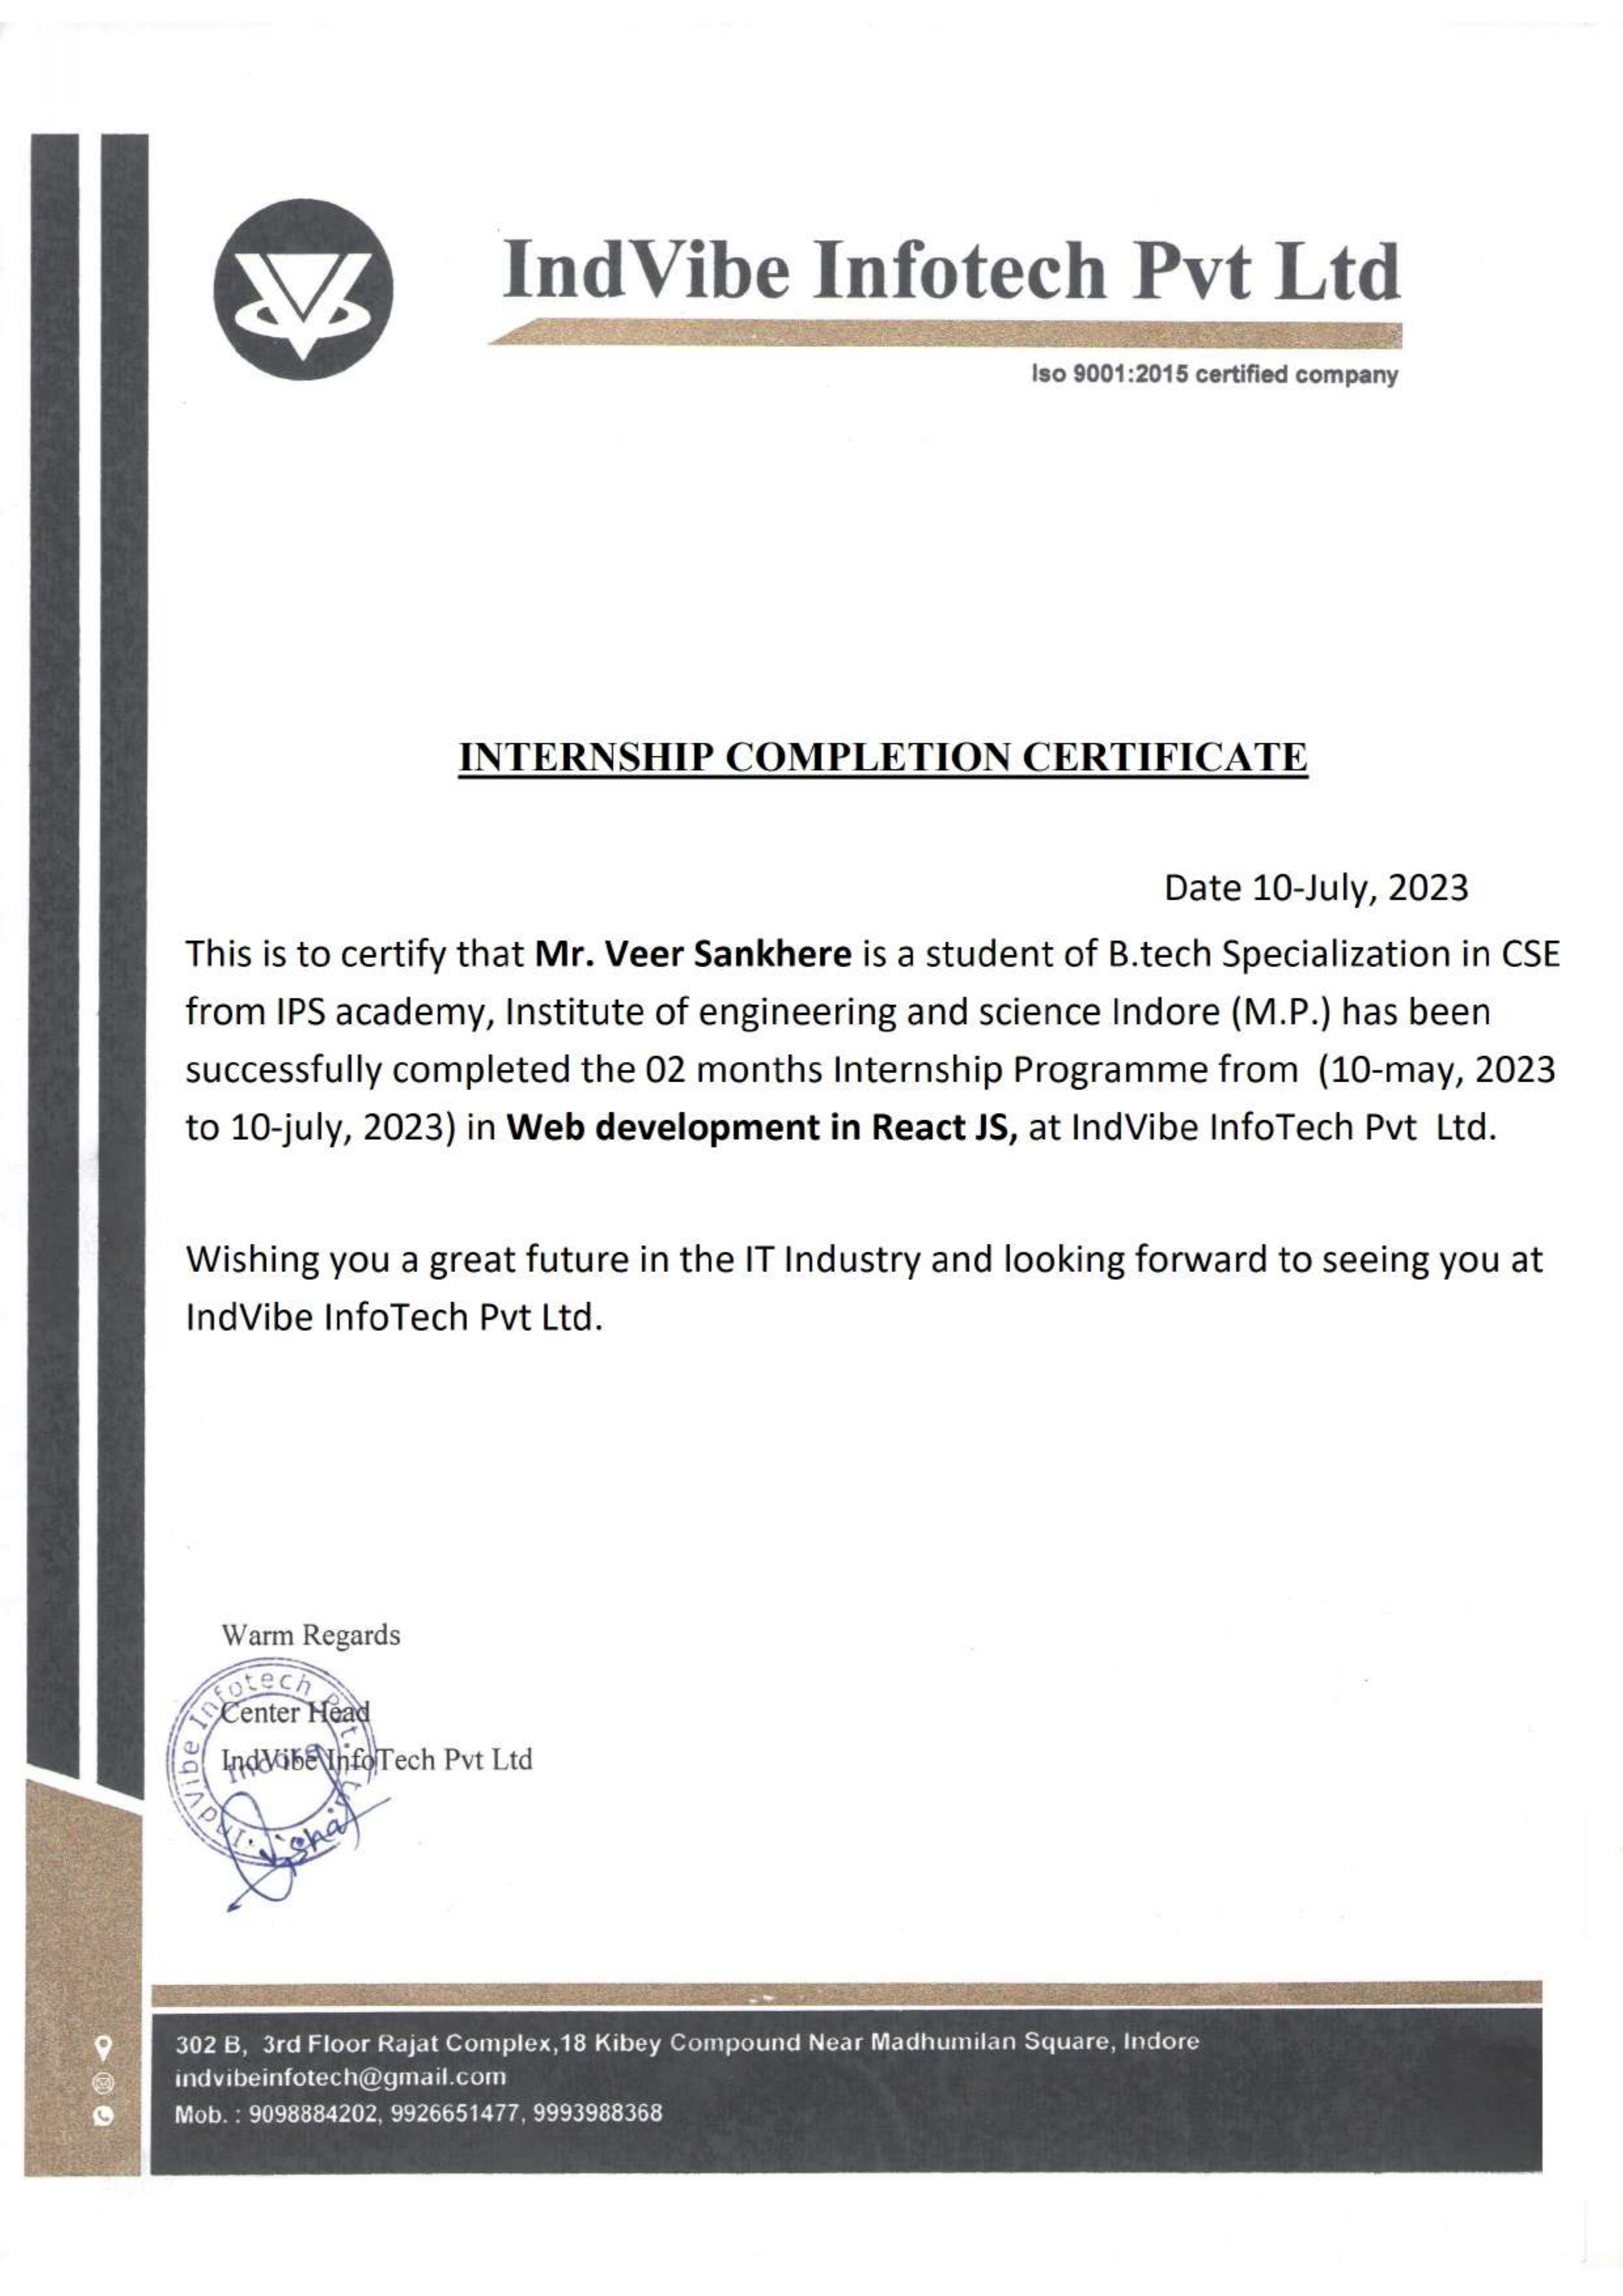 IndVibe Infotech Pvt Ltd
Iso 9001:2015 certified company
INTERNSHIP COMPLETION CERTIFICATE
Date 10-July, 2023
This is to certify that Mr. Veer Sankhere is a student of B.tech Specialization in CSE
from IPS academy, Institute of engineering and science Indore (M.P.) has been
successfully completed the 02 months Internship Programme from (10-may, 2023
to 10-july, 2023) in Web development in React JS, at IndVibe InfoTech Pvt Ltd.
Wishing you a great future in the IT Industry and looking forward to seeing you at
IndVibe InfoTech Pvt Ltd.
Warm Regards
Center Head
IndVibe InfoTech Pvt Ltd
IndVibe Infotech Pvt. Ltd.
Indore
302 B, 3rd Floor Rajat Complex,18 Kibey Compound Near Madhumilan Square, Indore
indvibeinfotech@gmail.com
Mob. : 9098884202, 9926651477, 9993988368